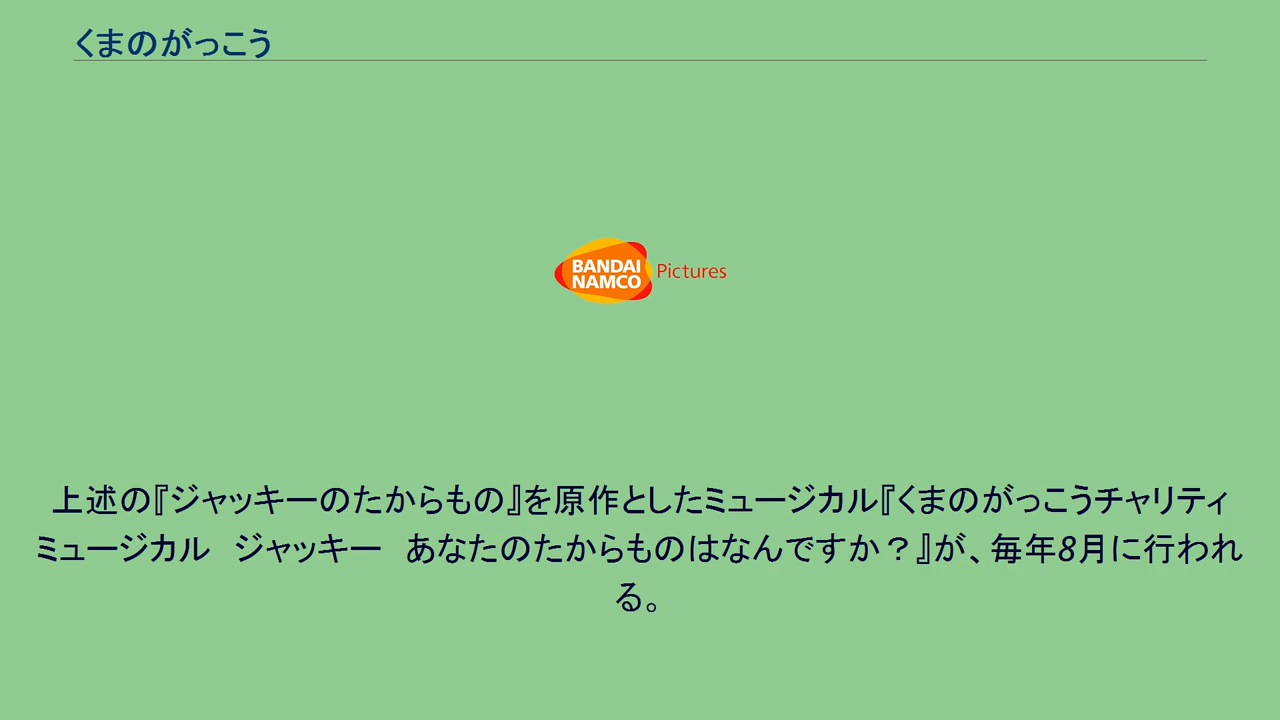 くまのがっこう
BANDAI
NAMCO
Pictures
上述の『ジャッキーのたからもの』を原作としたミュージカル『くまのがっこうチャリティ
ミュージカル　ジャッキー　あなたのたからものはなんですか？』が、毎年8月に行われ
る。